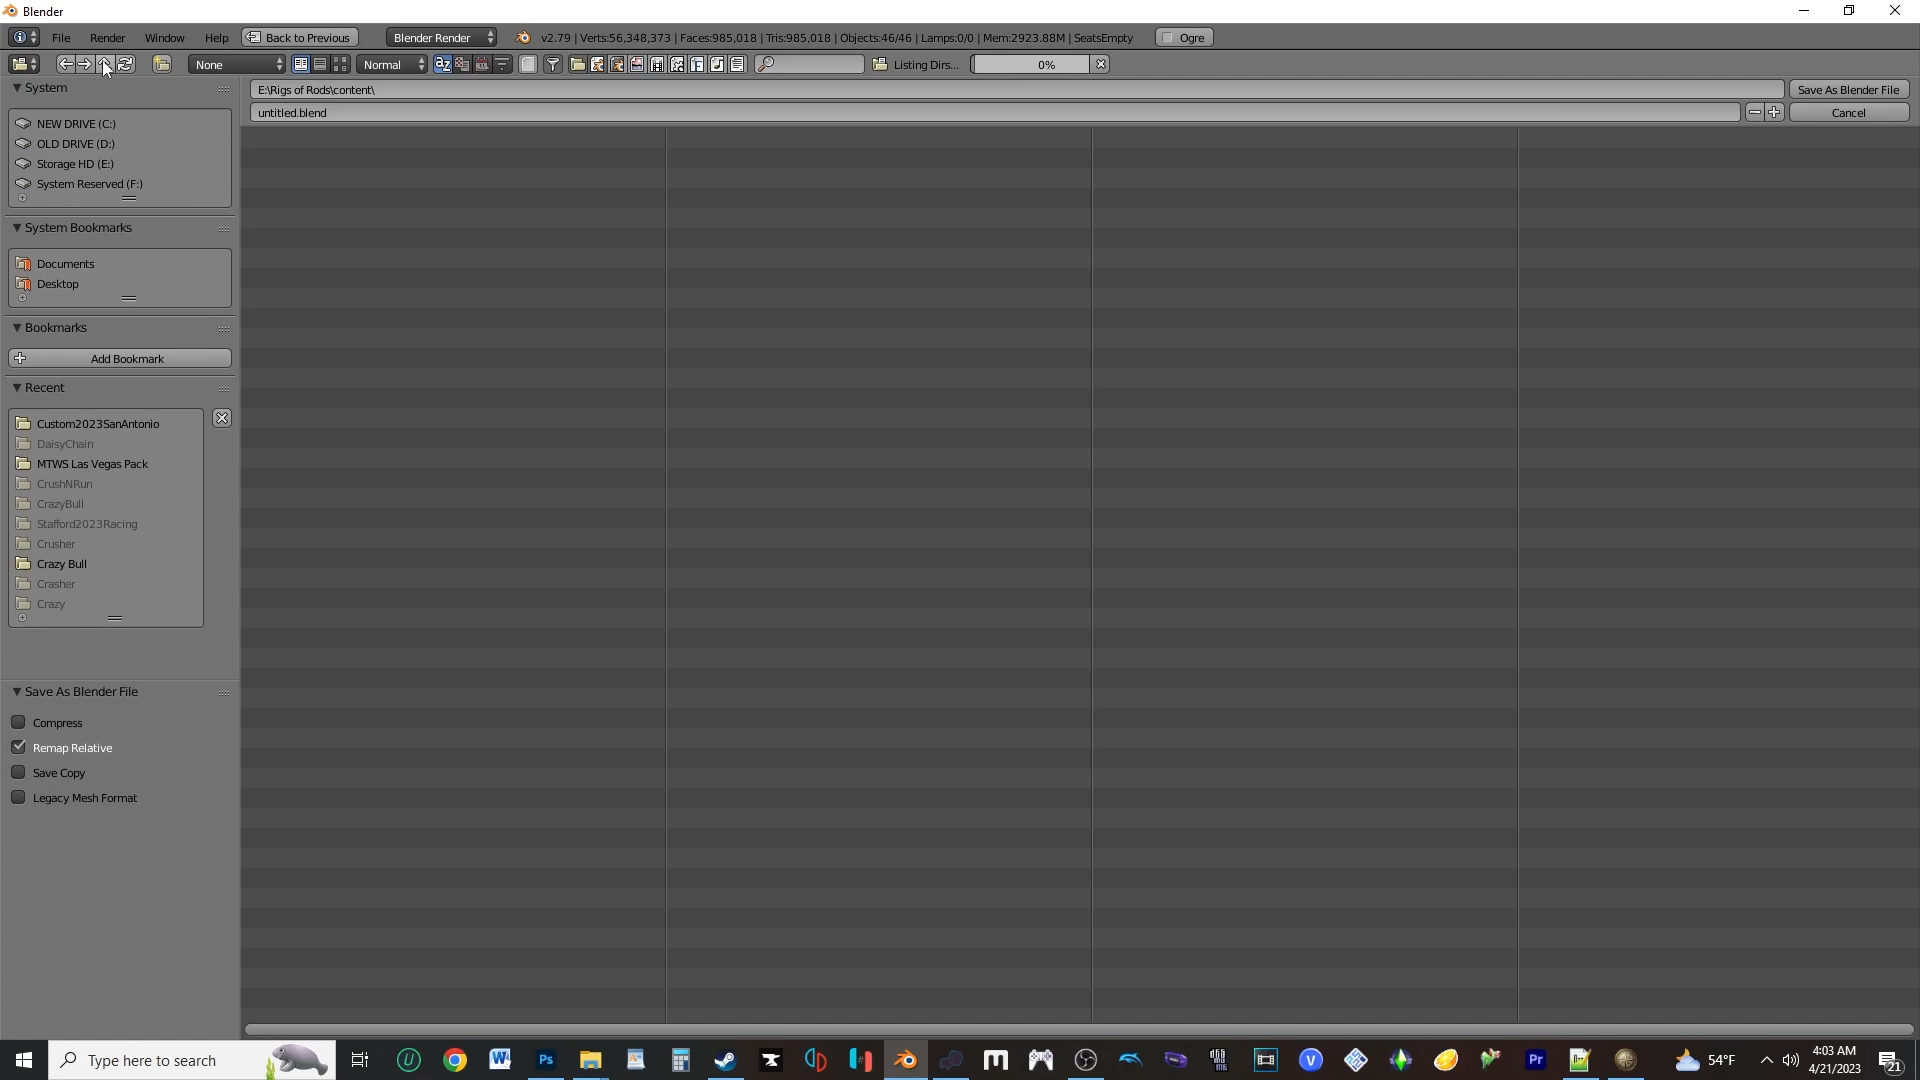 Blender
File Render Window Help Back to Previous Blender Render v2.79 | Verts:56,348,373 | Faces:985,018 | Tris:985,018 | Objects:46/46 | Lamps:0/0 | Mem:2923.88M | SeatsEmpty Ogre
None Normal Listing Dirs... 0%
System
E:\Rigs of Rods\content\ Save As Blender File
untitled.blend Cancel
NEW DRIVE (C:)
OLD DRIVE (D:)
Storage HD (E:)
System Reserved (F:)
System Bookmarks
Documents
Desktop
Bookmarks
Add Bookmark
Recent
Custom2023SanAntonio
DaisyChain
MTWS Las Vegas Pack
CrushNRun
CrazyBull
Stafford2023Racing
Crusher
Crazy Bull
Crasher
Crazy
Save As Blender File
Compress
Remap Relative
Save Copy
Legacy Mesh Format
Type here to search 54°F 4:03 AM
4/21/2023 21